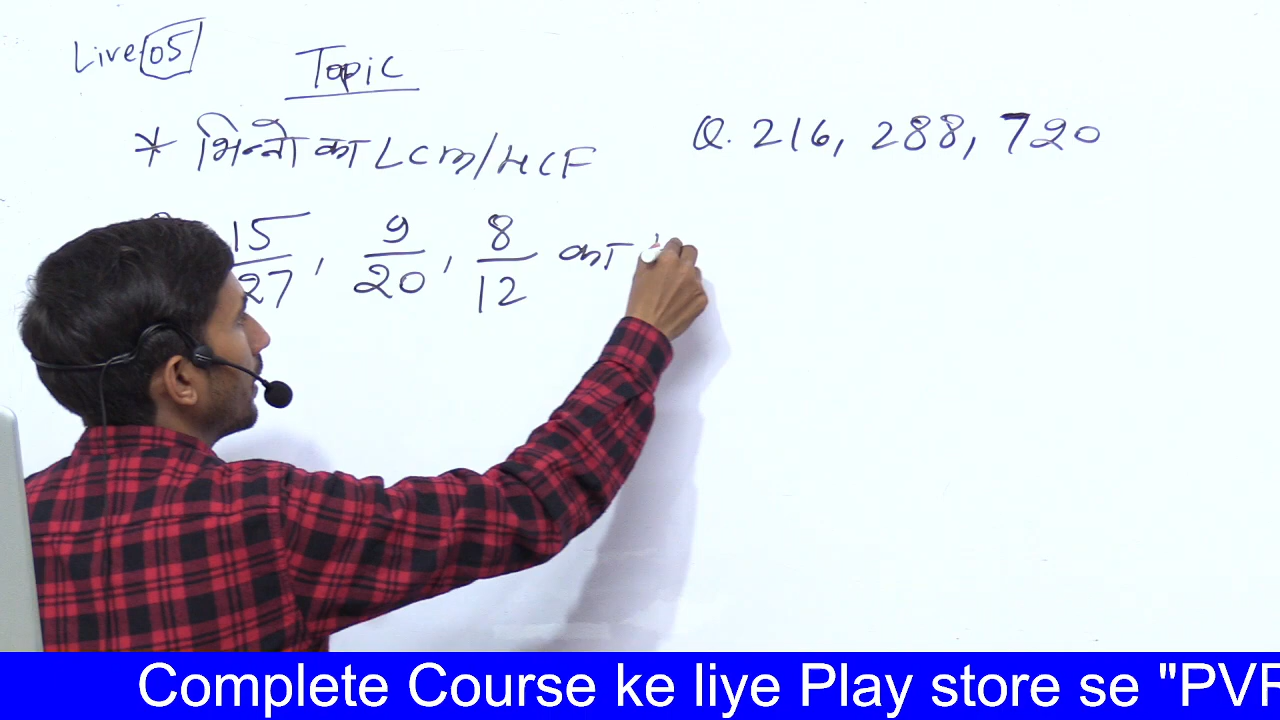 Live 05
Topic
* भिन्नो का LCM/HCF
15/27, 9/20, 8/12 का
Q. 216, 288, 720
Complete Course ke liye Play store se "PVR